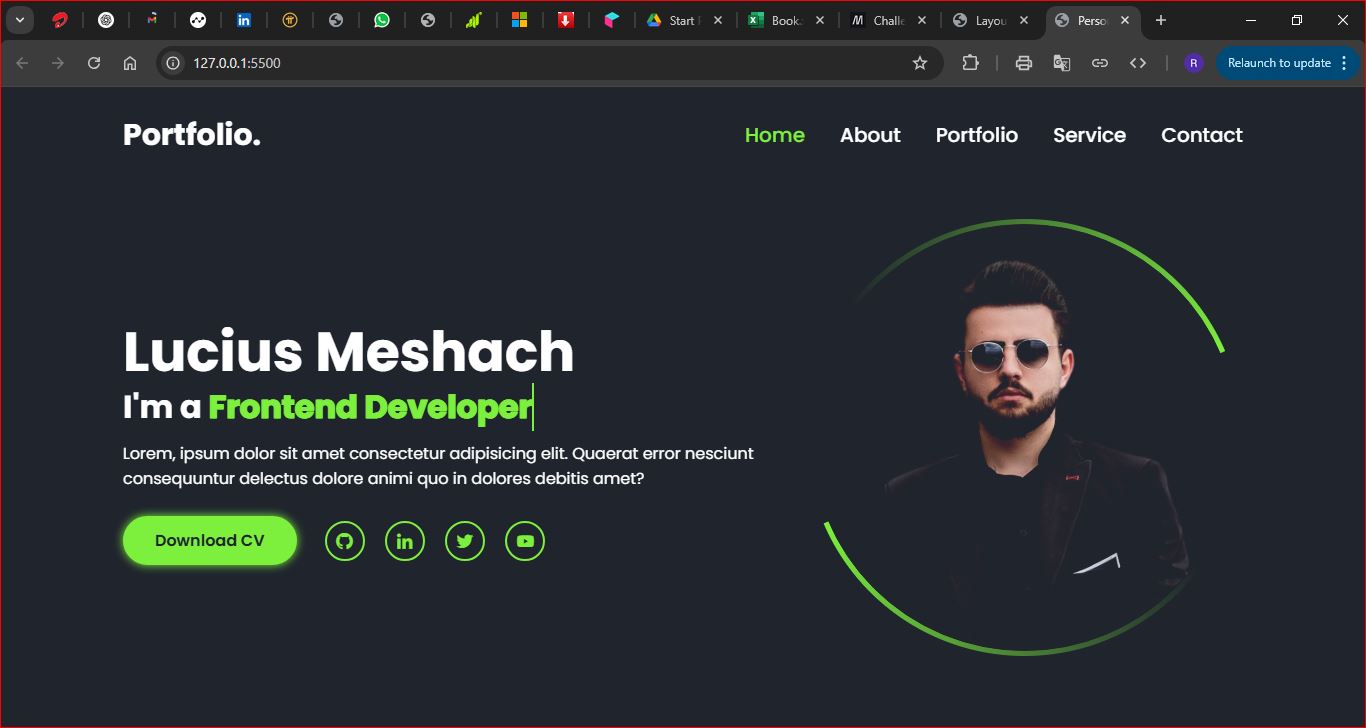 Start
Book.
Challe
Layou
Perso
127.0.0.1:5500
R
Relaunch to update
Portfolio.
Home About Portfolio Service Contact
Lucius Meshach
I'm a Frontend Developer
Lorem, ipsum dolor sit amet consectetur adipisicing elit. Quaerat error nesciunt
consequuntur delectus dolore animi quo in dolores debitis amet?
Download CV